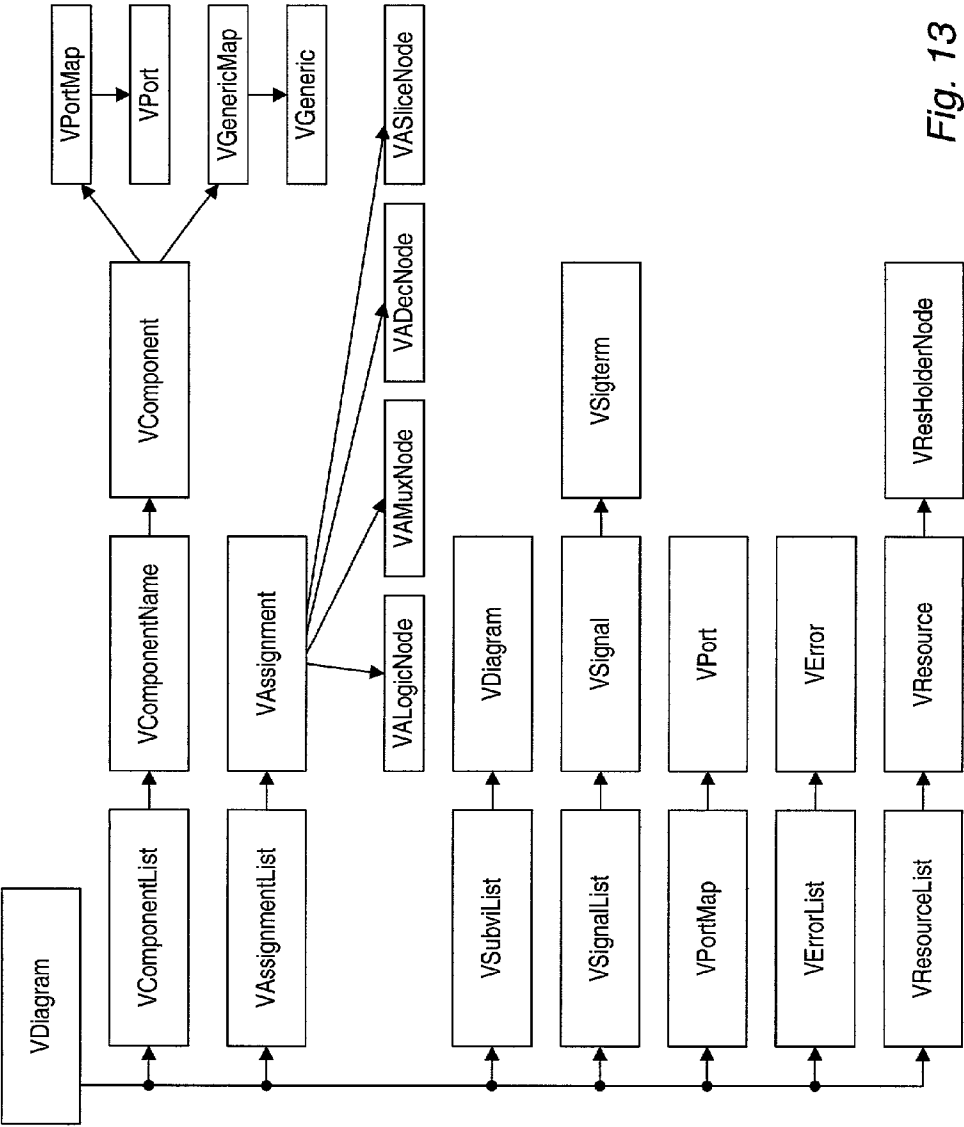 VDiagram
VComponentList
VComponentName
VComponent
VPortMap
VPort
VGenericMap
VGeneric
VAssignmentList
VAssignment
VALogicNode
VAMuxNode
VADecNode
VASliceNode
VSubviList
VDiagram
VSignalList
VSignal
VSigterm
VPortMap
VPort
VErrorList
VError
VResourceList
VResource
VResHolderNode
Fig. 13